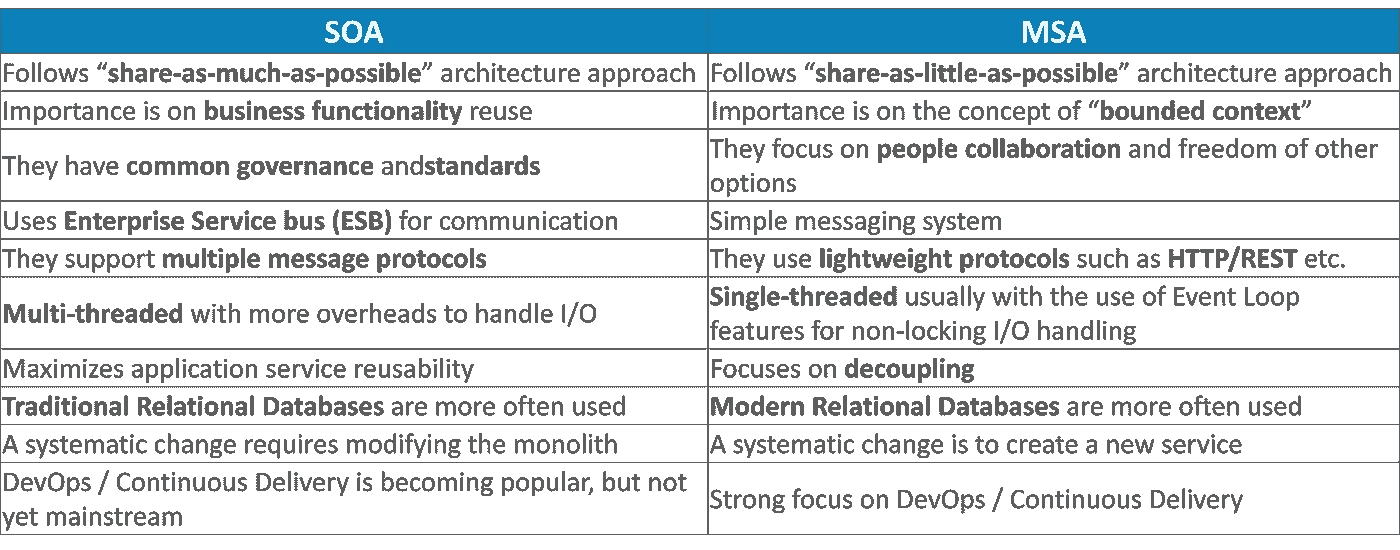 SOA
MSA
Follows “share-as-much-as-possible” architecture approach
Follows “share-as-little-as-possible” architecture approach
Importance is on business functionality reuse
Importance is on the concept of “bounded context”
They have common governance andstandards
They focus on people collaboration and freedom of other
options
Uses Enterprise Service bus (ESB) for communication
Simple messaging system
They support multiple message protocols
They use lightweight protocols such as HTTP/REST etc.
Multi-threaded with more overheads to handle I/O
Single-threaded usually with the use of Event Loop
features for non-locking I/O handling
Maximizes application service reusability
Focuses on decoupling
Traditional Relational Databases are more often used
Modern Relational Databases are more often used
A systematic change requires modifying the monolith
A systematic change is to create a new service
DevOps / Continuous Delivery is becoming popular, but not
yet mainstream
Strong focus on DevOps / Continuous Delivery